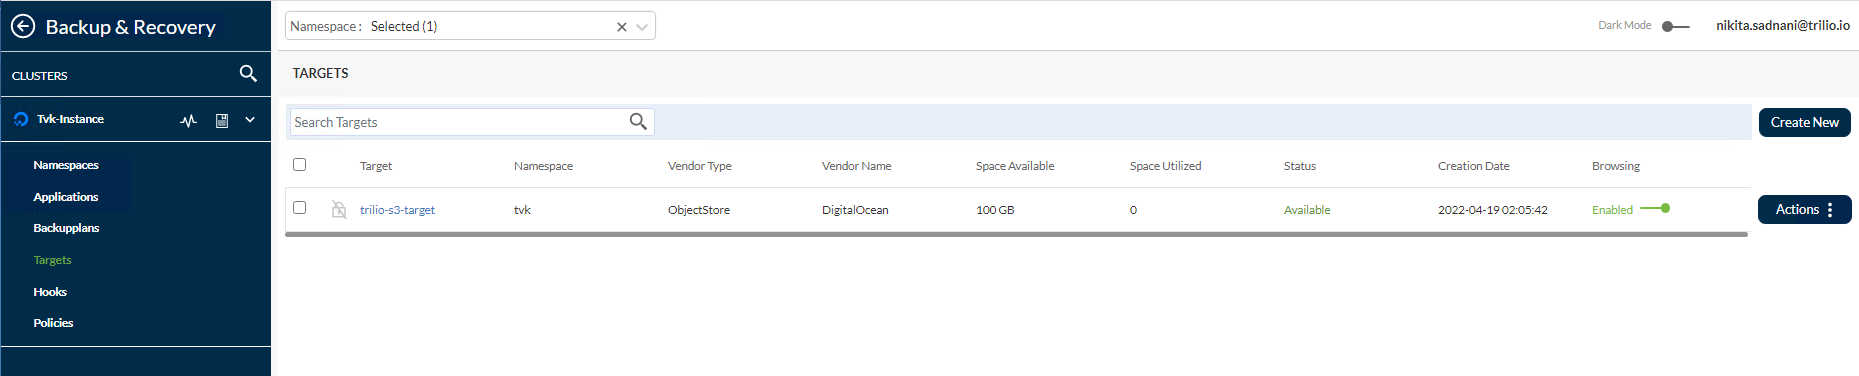 Backup & Recovery
Namespace : Selected (1)
Dark Mode
nikita.sadnani@trilio.io
CLUSTERS
TARGETS
Tvk-Instance
Search Targets
Create New
Namespaces
Applications
Backupplans
Targets
Hooks
Policies
Target Namespace Vendor Type Vendor Name Space Available Space Utilized Status Creation Date Browsing
trilio-s3-target tvk ObjectStore DigitalOcean 100 GB 0 Available 2022-04-19 02:05:42 Enabled Actions